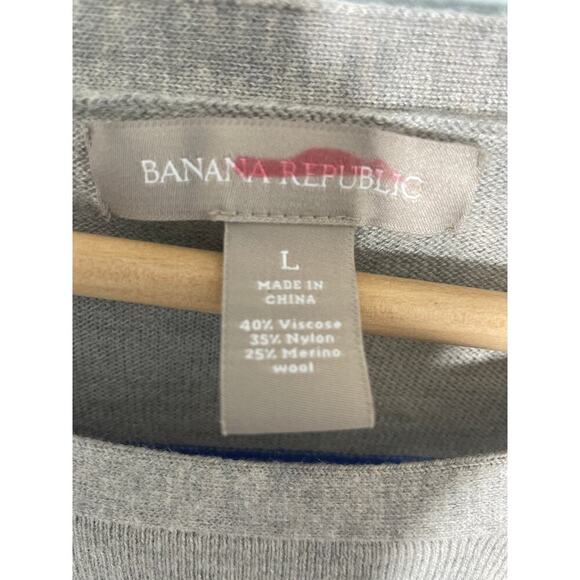 BANANA REPUBLIC
L
MADE IN
CHINA
40% Viscose
35% Nylon
25% Merino
wool